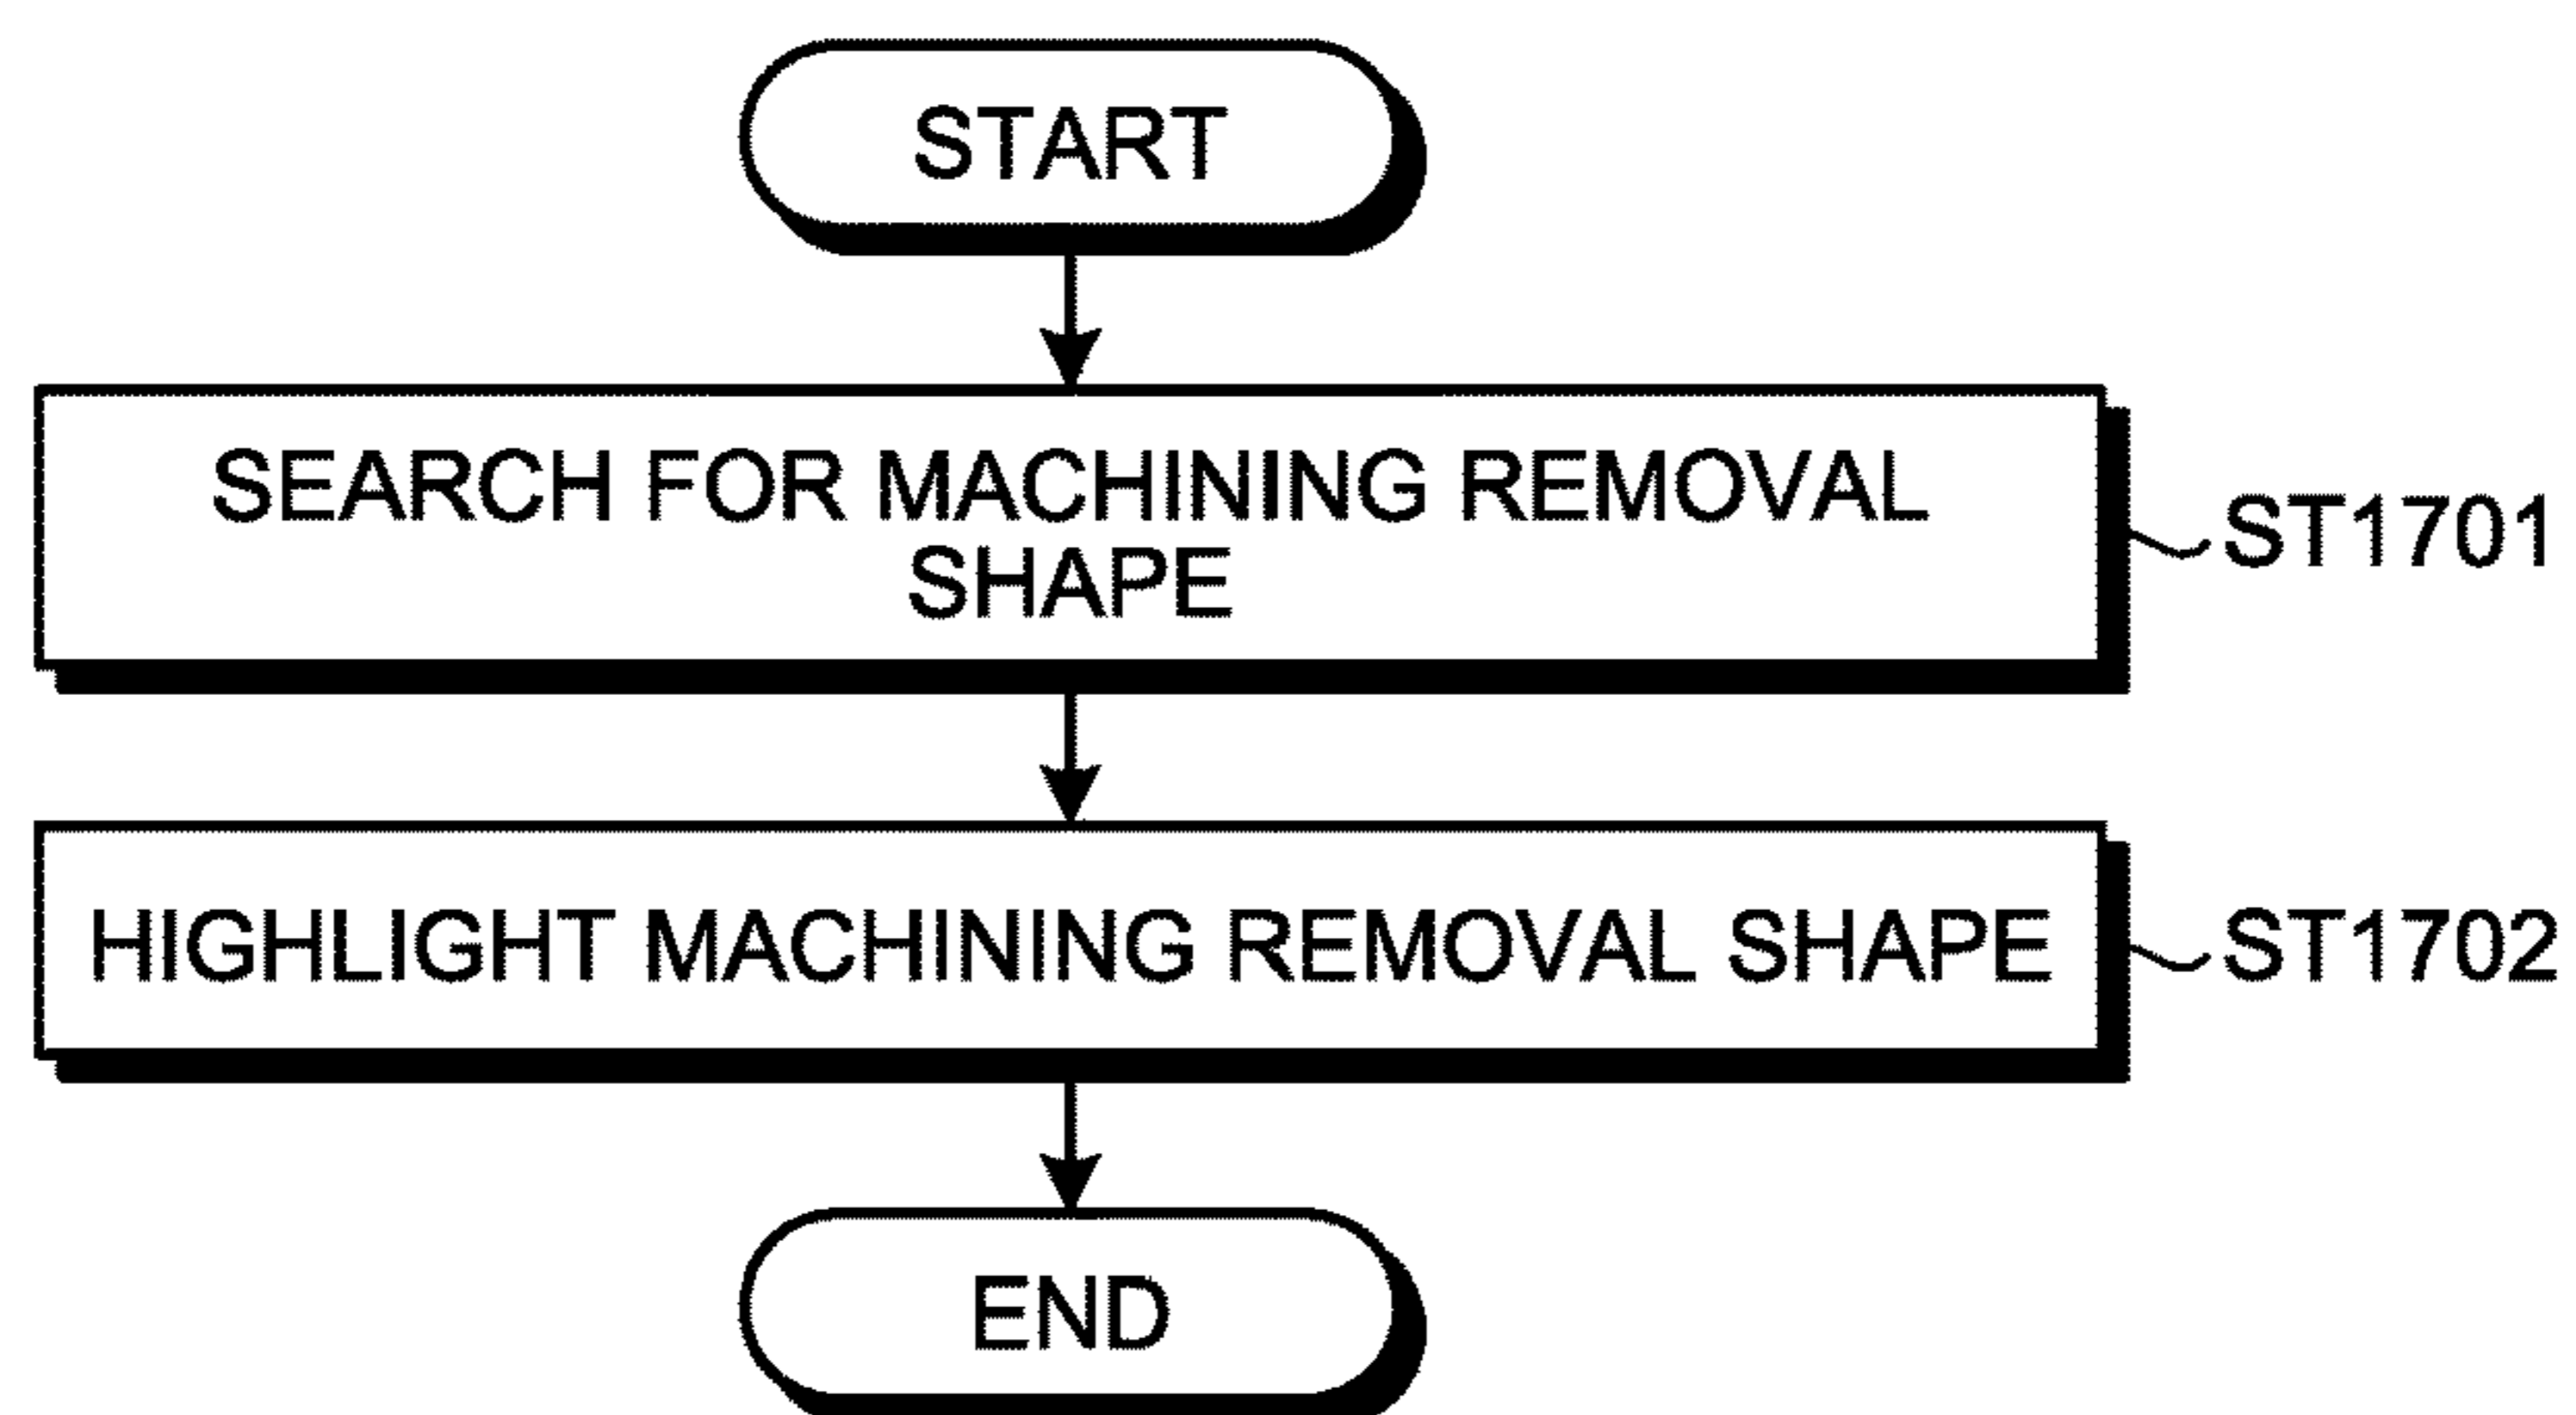 START
SEARCH FOR MACHINING REMOVAL
SHAPE
ST1701
HIGHLIGHT MACHINING REMOVAL SHAPE
ST1702
END